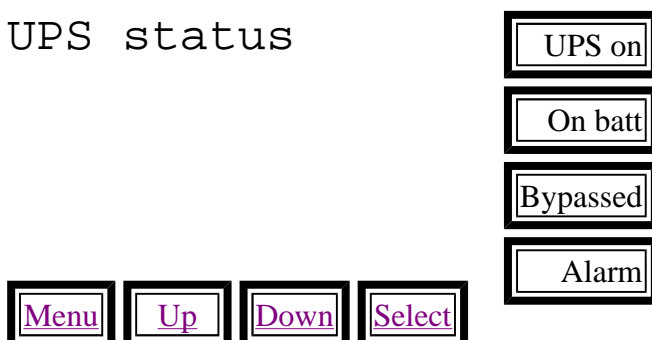 UPS status
UPS on
On batt
Bypassed
Alarm
Menu Up Down Select